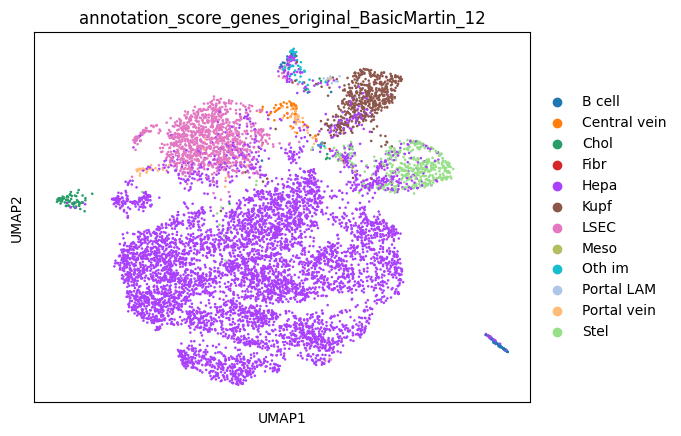 annotation_score_genes_original_BasicMartin_12
UMAP2
UMAP1
B cell
Central vein
Chol
Fibr
Hepa
Kupf
LSEC
Meso
Oth im
Portal LAM
Portal vein
Stel